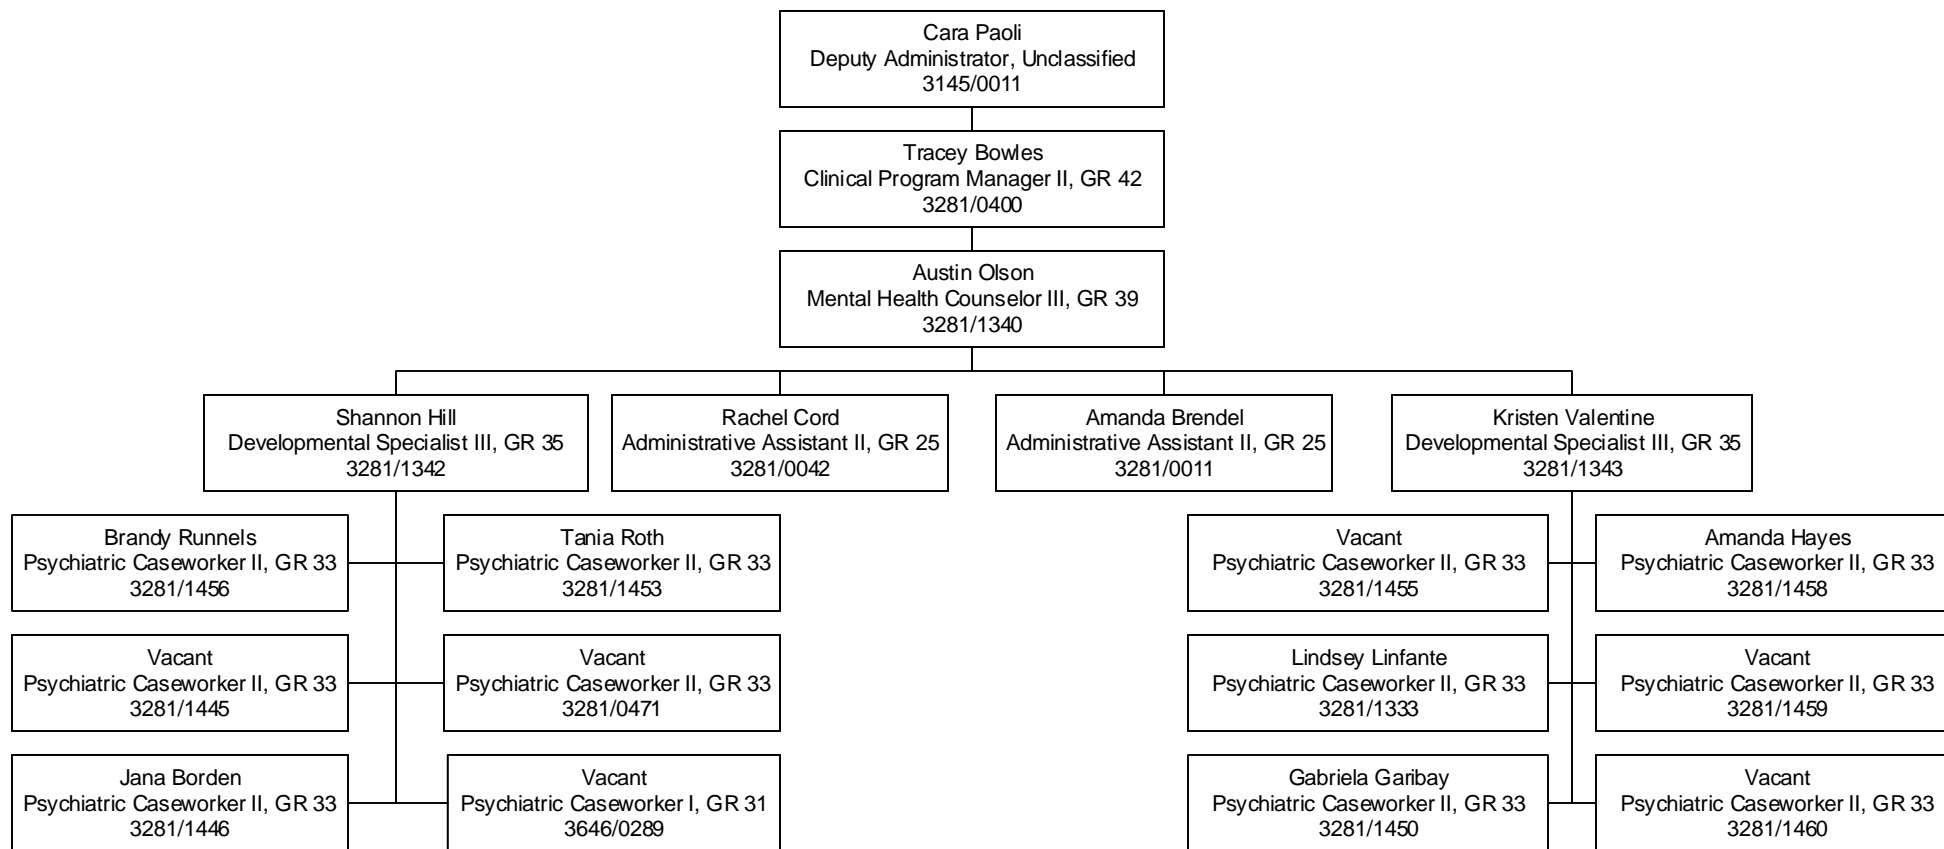 Cara Paoli
Deputy Administrator, Unclassified
3145/0011
Tracey Bowles
Clinical Program Manager II, GR 42
3281/0400
Austin Olson
Mental Health Counselor III, GR 39
3281/1340
Shannon Hill
Developmental Specialist III, GR 35
3281/1342
Rachel Cord
Administrative Assistant II, GR 25
3281/0042
Amanda Brendel
Administrative Assistant II, GR 25
3281/0011
Kristen Valentine
Developmental Specialist III, GR 35
3281/1343
Brandy Runnels
Psychiatric Caseworker II, GR 33
3281/1456
Tania Roth
Psychiatric Caseworker II, GR 33
3281/1453
Vacant
Psychiatric Caseworker II, GR 33
3281/1455
Amanda Hayes
Psychiatric Caseworker II, GR 33
3281/1458
Vacant
Psychiatric Caseworker II, GR 33
3281/1445
Vacant
Psychiatric Caseworker II, GR 33
3281/0471
Lindsey Linfante
Psychiatric Caseworker II, GR 33
3281/1333
Vacant
Psychiatric Caseworker II, GR 33
3281/1459
Jana Borden
Psychiatric Caseworker II, GR 33
3281/1446
Vacant
Psychiatric Caseworker I, GR 31
3646/0289
Gabriela Garibay
Psychiatric Caseworker II, GR 33
3281/1450
Vacant
Psychiatric Caseworker II, GR 33
3281/1460